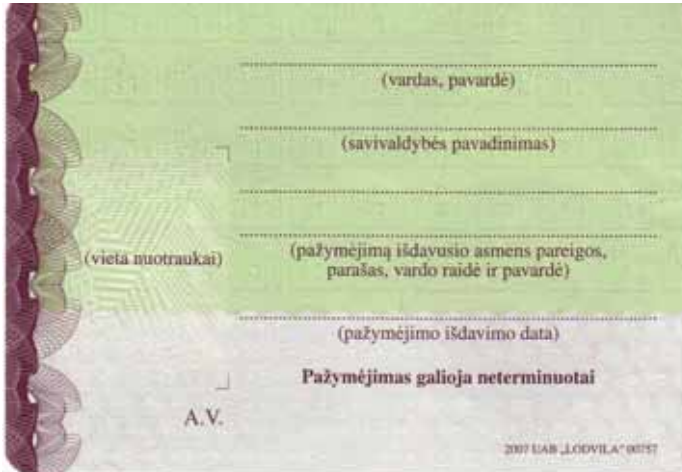 (vardas, pavardė)
(savivaldybės pavadinimas)
(vieta nuotraukai)
(pažymėjimą išdavusio asmens pareigos,
parašas, vardo raidė ir pavardė)
(pažymėjimo išdavimo data)
Pažymėjimas galioja neterminuotai
A.V.
2007 UAB „LODVILA“ 00757